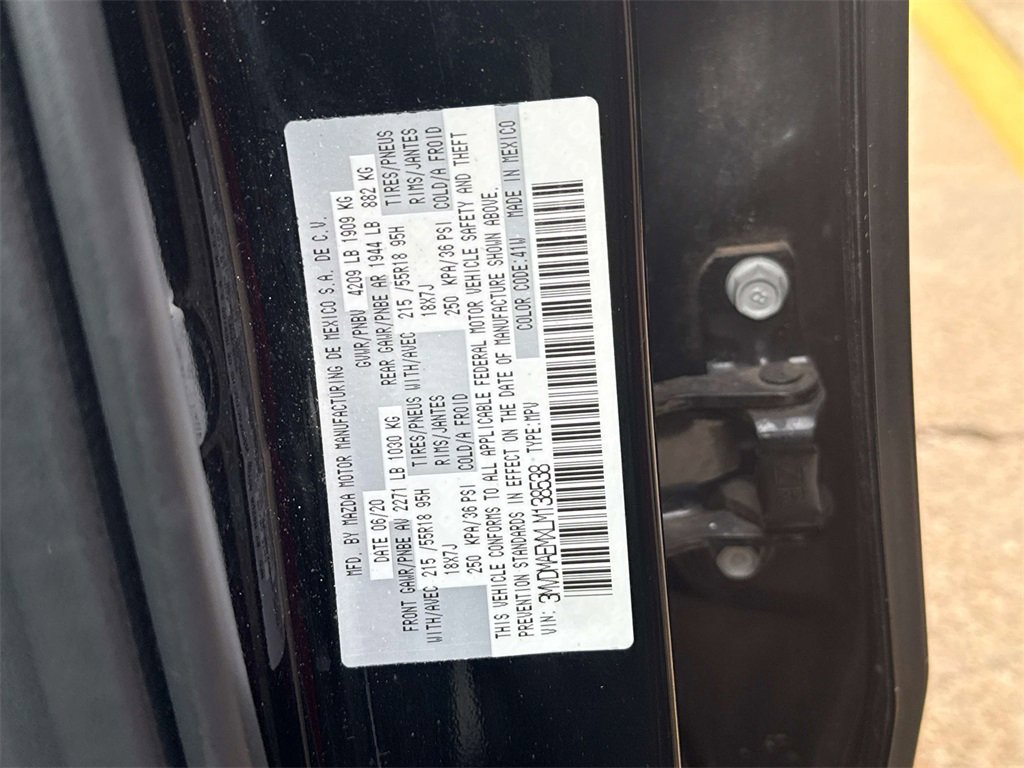 MFD. BY MAZDA MOTOR MANUFACTURING DE MEXICO S.A. DE C.V.
DATE 06/20 GVWR/PNBV 4209 LB 1909 KG
FRONT GAWR/PNBE AV 2271 LB 1030 KG REAR GAWR/PNBE AR 1944 LB 882 KG
WITH/AVEC 215 /55R18 95H TIRES/PNEUS WITH/AVEC 215 /55R18 95H TIRES/PNEUS
18X7J RIMS/JANTES 18X7J RIMS/JANTES
250 KPA/36 PSI COLD/A FROID 250 KPA/36 PSI COLD/A FROID
THIS VEHICLE CONFORMS TO ALL APPLICABLE FEDERAL MOTOR VEHICLE SAFETY AND THEFT
PREVENTION STANDARDS IN EFFECT ON THE DATE OF MANUFACTURE SHOWN ABOVE.
VIN: 3MVDMAEMXLM138538 TYPE:MPV COLOR CODE:41W MADE IN MEXICO